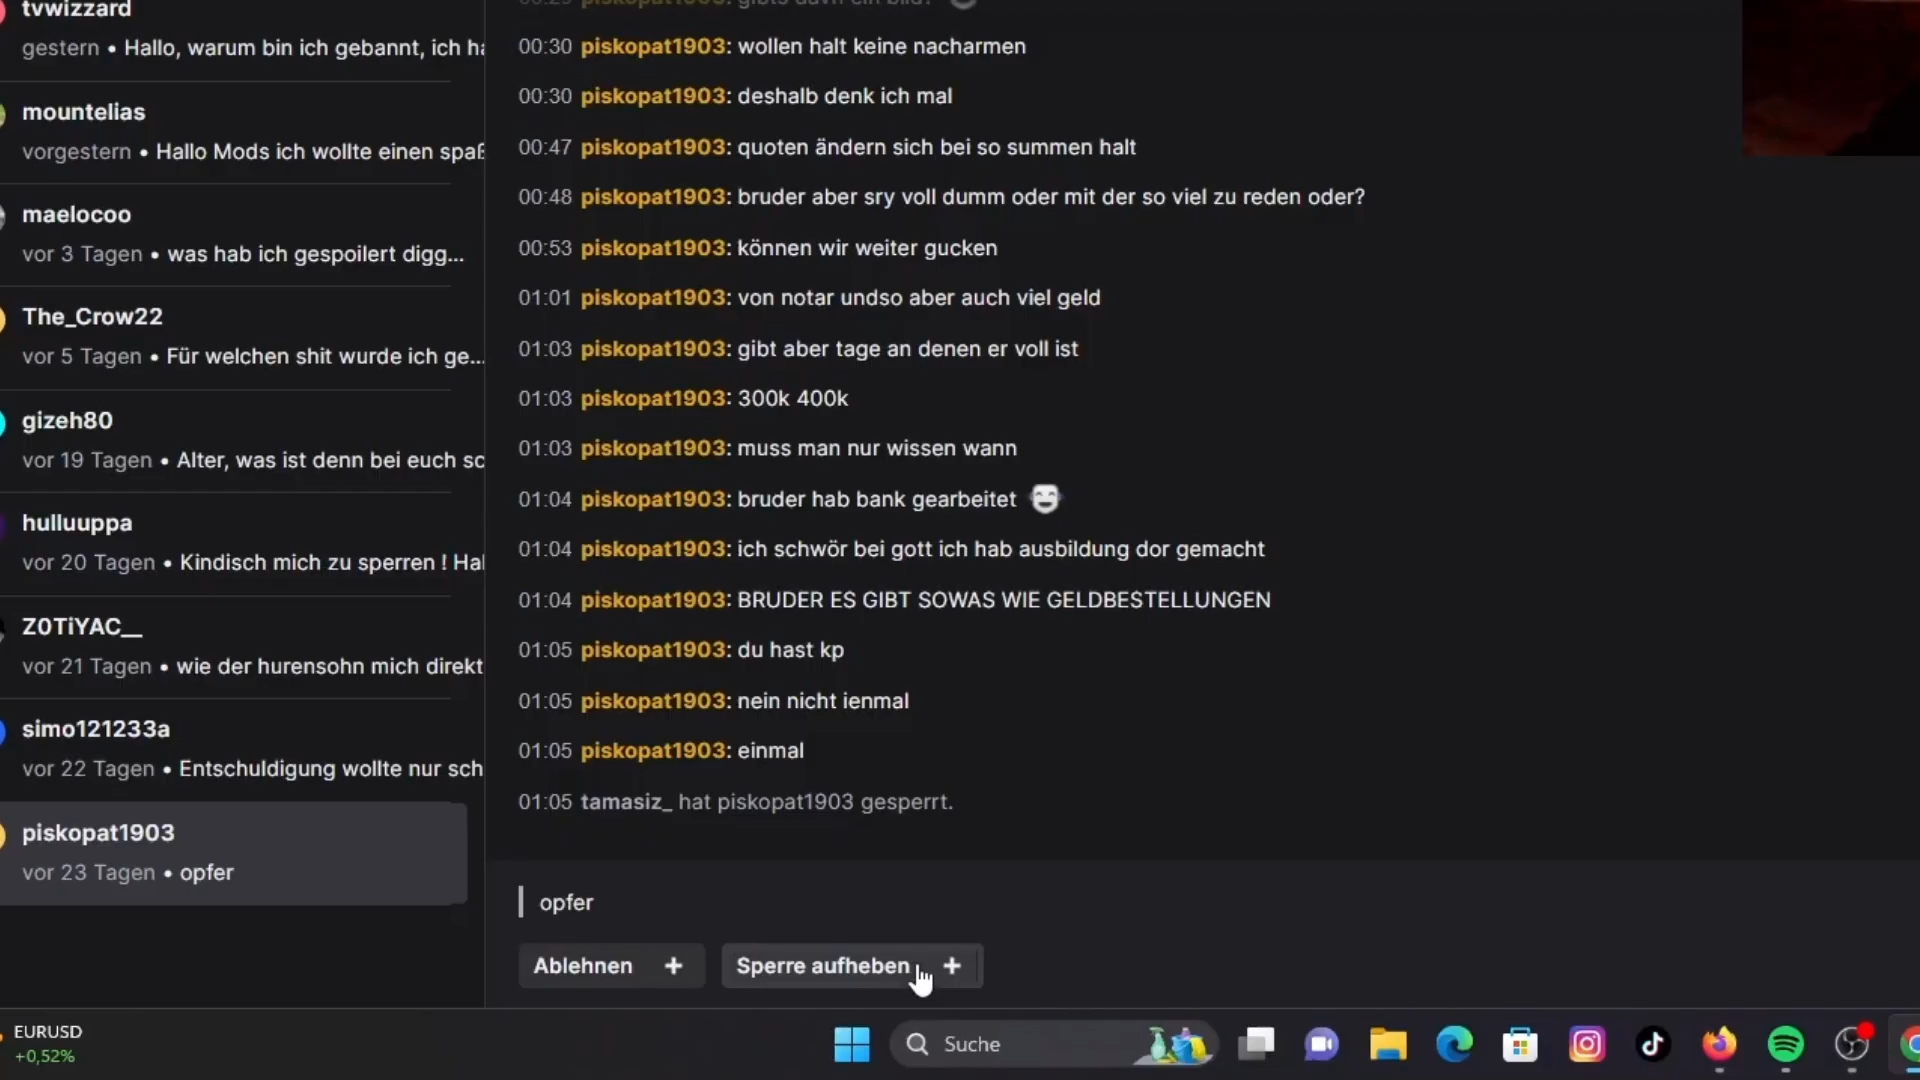 tvwizzard
gestern • Hallo, warum bin ich gebannt, ich ha
mountelias
vorgestern • Hallo Mods ich wollte einen spaß
maelocoo
vor 3 Tagen • was hab ich gespoilert digg...
The_Crow22
vor 5 Tagen • Für welchen shit wurde ich ge...
gizeh80
vor 19 Tagen • Alter, was ist denn bei euch sc
hulluuppa
vor 20 Tagen • Kindisch mich zu sperren ! Hal
Z0TiYAC__
vor 21 Tagen • wie der hurensohn mich direkt
simo121233a
vor 22 Tagen • Entschuldigung wollte nur sch
piskopat1903
vor 23 Tagen • opfer
00:30 piskopat1903: wollen halt keine nacharmen
00:30 piskopat1903: deshalb denk ich mal
00:47 piskopat1903: quoten ändern sich bei so summen halt
00:48 piskopat1903: bruder aber sry voll dumm oder mit der so viel zu reden oder?
00:53 piskopat1903: können wir weiter gucken
01:01 piskopat1903: von notar undso aber auch viel geld
01:03 piskopat1903: gibt aber tage an denen er voll ist
01:03 piskopat1903: 300k 400k
01:03 piskopat1903: muss man nur wissen wann
01:04 piskopat1903: bruder hab bank gearbeitet
01:04 piskopat1903: ich schwör bei gott ich hab ausbildung dor gemacht
01:04 piskopat1903: BRUDER ES GIBT SOWAS WIE GELDBESTELLUNGEN
01:05 piskopat1903: du hast kp
01:05 piskopat1903: nein nicht ienmal
01:05 piskopat1903: einmal
01:05 tamasiz_ hat piskopat1903 gesperrt.
opfer
Ablehnen +
Sperre aufheben +
EURUSD
+0,52%
Suche